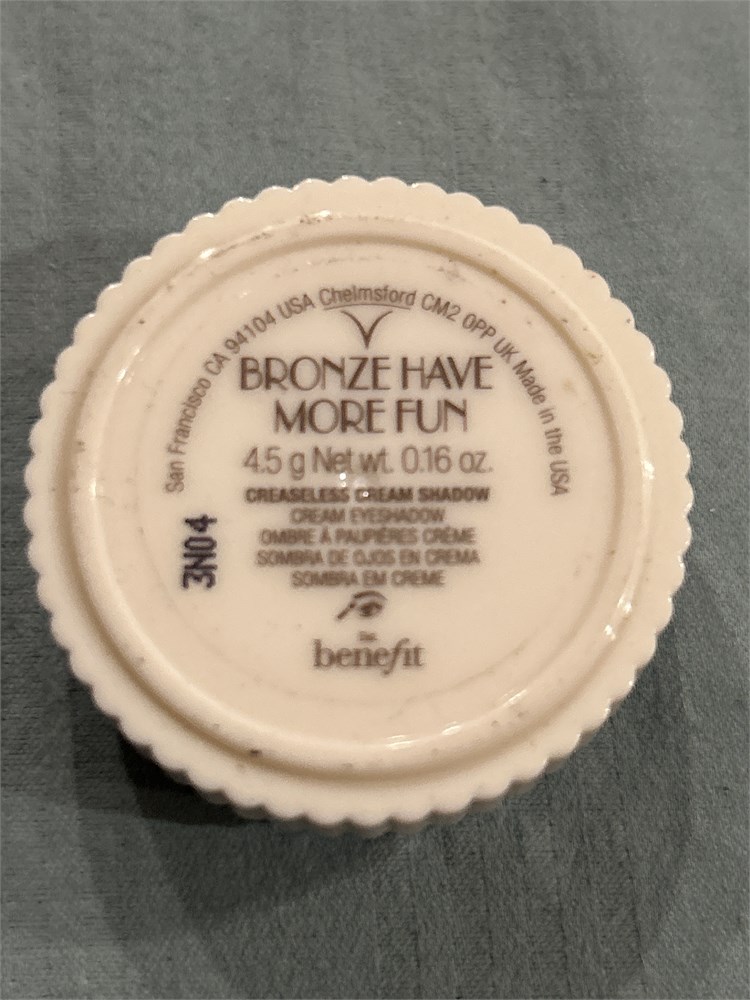 San Francisco CA 94104 USA Chelmsford CM2 0PP UK Made in the USA
BRONZE HAVE
MORE FUN
4.5 g Net wt. 0.16 oz.
CREASELESS CREAM SHADOW
CREAM EYESHADOW
OMBRE À PAUPIÈRES CRÈME
SOMBRA DE OJOS EN CREMA
SOMBRA EM CREME
3N04
benefit